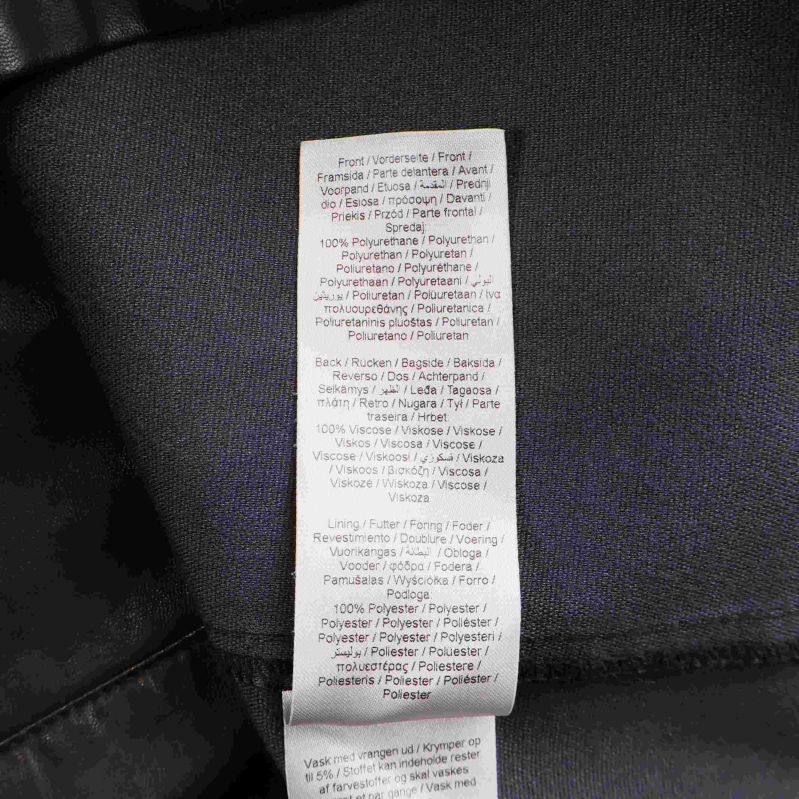 Front / Vorderseite / Front /
Framsida / Parte delantera / Avant /
Voorpand / Etuosa / المقدمة / Prednji
dio / Esiosa / πρόσοψη / Davanti /
Priekis / Przód / Parte frontal /
Spredaj:
100% Polyurethane / Polyurethan /
Polyurethan / Polyuretan /
Poliuretano / Polyuréthane /
Polyurethaan / Polyuretaani / البولي
يوريثين / Poliuretan / Polüuretaan / ίνα
πολυουρεθάνης / Poliuretanica /
Poliuretaninis pluoštas / Poliuretan /
Poliuretano / Poliuretan
Back / Rücken / Bagside / Baksida /
Reverso / Dos / Achterpand /
Selkämys / الظهر / Leđa / Tagaosa /
πλάτη / Retro / Nugara / Tył / Parte
traseira / Hrbet:
100% Viscose / Viskose / Viskose /
Viskos / Viscosa / Viscose /
Viscose / Viskoosi / فسكوزي / Viskoza
/ Viskoos / βισκόζη / Viscosa /
Viskozė / Wiskoza / Viscose /
Viskoza
Lining / Futter / Foring / Foder /
Revestimiento / Doublure / Voering /
Vuorikangas / البطانة / Obloga /
Vooder / φόδρα / Fodera /
Pamušalas / Wyściółka / Forro /
Podloga:
100% Polyester / Polyester /
Polyester / Polyester / Poliéster /
Polyester / Polyester / Polyesteri /
بوليستر / Poliester / Polüester /
πολυεστέρας / Poliestere /
Poliesteris / Poliester / Poliéster /
Poliester
Vask med vrangen ud / Krymper op
til 5% / Stoffet kan indeholde rester
af farvestoffer og skal vaskes
et par gange / Vask med